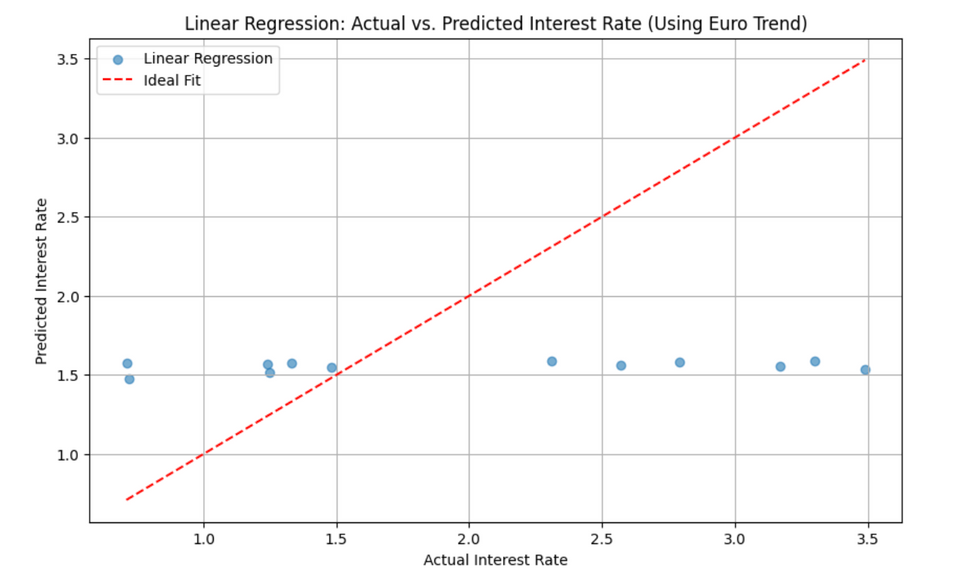 Linear Regression: Actual vs. Predicted Interest Rate (Using Euro Trend)
Linear Regression
Ideal Fit
3.5
3.0
2.5
2.0
1.5
1.0
Predicted Interest Rate
1.0 1.5 2.0 2.5 3.0 3.5
Actual Interest Rate